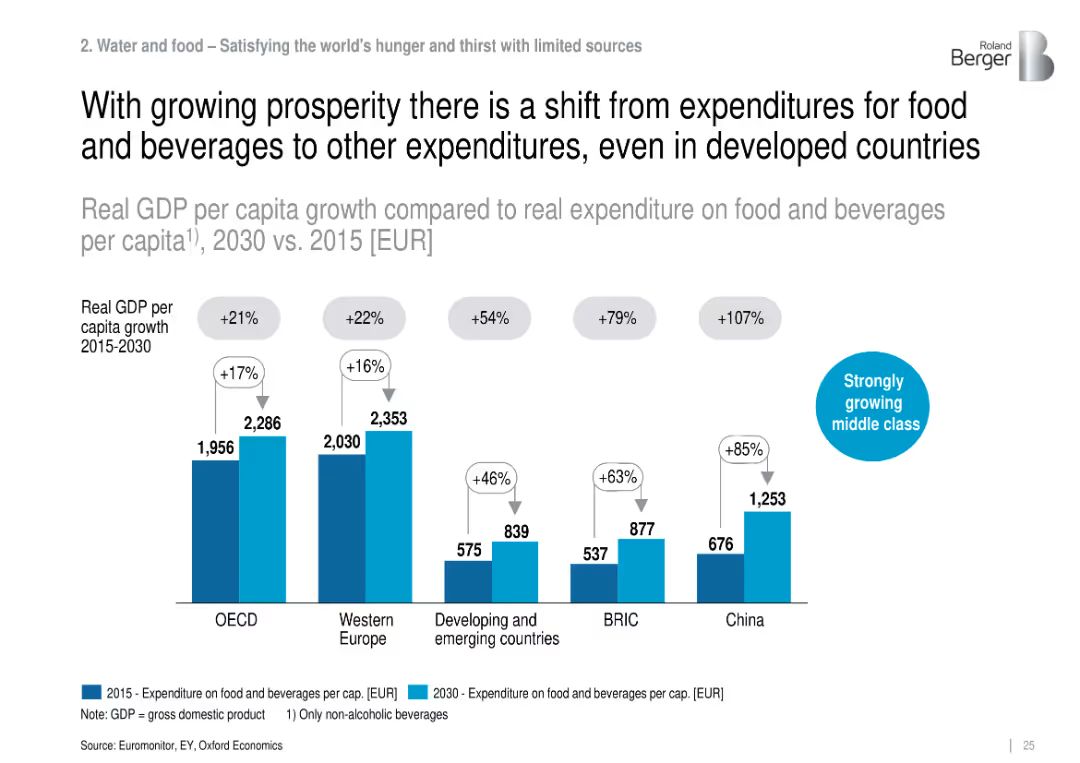 2. Water and food – Satisfying the world's hunger and thirst with limited sources
Roland
Berger
With growing prosperity there is a shift from expenditures for food
and beverages to other expenditures, even in developed countries
Real GDP per capita growth compared to real expenditure on food and beverages
per capita1), 2030 vs. 2015 [EUR]
Real GDP per
capita growth
2015-2030
+21%
+22%
+54%
+79%
+107%
+17%
+16%
+46%
+63%
+85%
Strongly
growing
middle class
1,956
2,286
2,030
2,353
575
839
537
877
676
1,253
OECD
Western
Europe
Developing and
emerging countries
BRIC
China
2015 - Expenditure on food and beverages per cap. [EUR]
2030 - Expenditure on food and beverages per cap. [EUR]
Note: GDP = gross domestic product
1) Only non-alcoholic beverages
Source: Euromonitor, EY, Oxford Economics
25